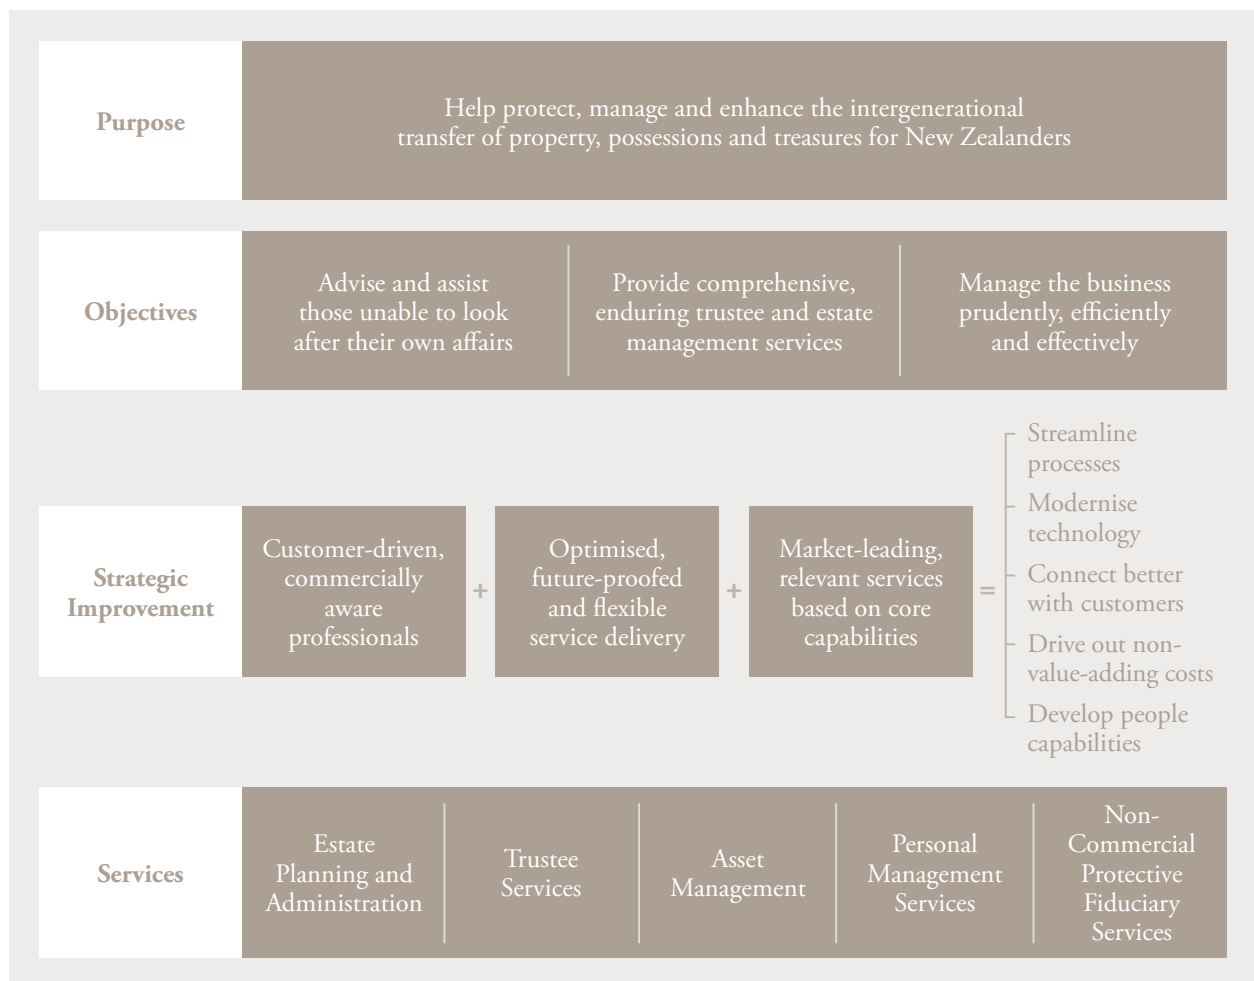 Purpose
Help protect, manage and enhance the intergenerational
transfer of property, possessions and treasures for New Zealanders
Objectives
Advise and assist
those unable to look
after their own affairs
Provide comprehensive,
enduring trustee and estate
management services
Manage the business
prudently, efficiently
and effectively
Strategic
Improvement
Customer-driven,
commercially
aware
professionals
+
Optimised,
future-proofed
and flexible
service delivery
+
Market-leading,
relevant services
based on core
capabilities
=
Streamline
processes
Modernise
technology
Connect better
with customers
Drive out non-
value-adding costs
Develop people
capabilities
Services
Estate
Planning and
Administration
Trustee
Services
Asset
Management
Personal
Management
Services
Non-
Commercial
Protective
Fiduciary
Services